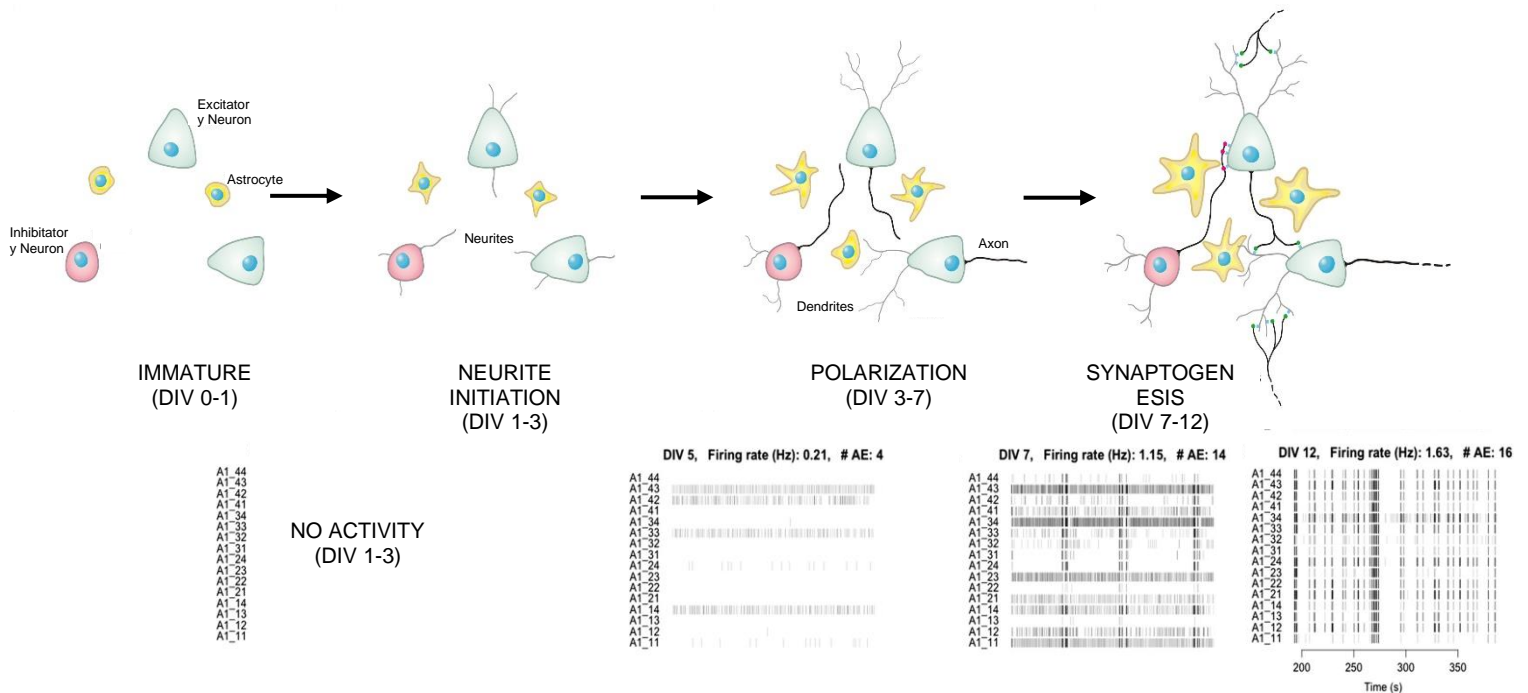 Excitator
y Neuron
Astrocyte
Inhibitator
y Neuron
Neurites
Axon
Dendrites
IMMATURE
(DIV 0-1)
NEURITE
INITIATION
(DIV 1-3)
POLARIZATION
(DIV 3-7)
SYNAPTOGEN
ESIS
(DIV 7-12)
A1_44
A1_43
A1_42
A1_41
A1_34
A1_33
A1_32
A1_31
A1_24
A1_23
A1_22
A1_21
A1_14
A1_13
A1_12
A1_11
NO ACTIVITY
(DIV 1-3)
DIV 5, Firing rate (Hz): 0.21, # AE: 4
A1_44
A1_43
A1_42
A1_41
A1_34
A1_33
A1_32
A1_31
A1_24
A1_23
A1_22
A1_21
A1_14
A1_13
A1_12
A1_11
DIV 7, Firing rate (Hz): 1.15, # AE: 14
A1_44
A1_43
A1_42
A1_41
A1_34
A1_33
A1_32
A1_31
A1_24
A1_23
A1_22
A1_21
A1_14
A1_13
A1_12
A1_11
DIV 12, Firing rate (Hz): 1.63, # AE: 16
A1_44
A1_43
A1_42
A1_41
A1_34
A1_33
A1_32
A1_31
A1_24
A1_23
A1_22
A1_21
A1_14
A1_13
A1_12
A1_11
200 250 300 350
Time (s)